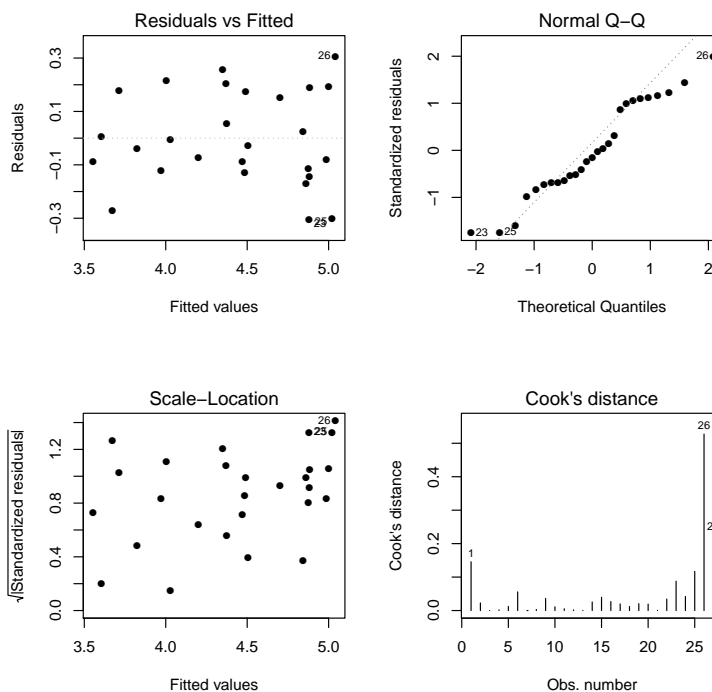 Residuals vs Fitted
0.3
0.1
−0.1
−0.3
Residuals
3.5 4.0 4.5 5.0
Fitted values
26
25
Normal Q−Q
2
1
0
−1
Standardized residuals
−2 −1 0 1 2
Theoretical Quantiles
26
23 25
Scale−Location
1.2
0.8
0.4
0.0
√|Standardized residuals|
3.5 4.0 4.5 5.0
Fitted values
26
Cook's distance
0.4
0.2
0.0
Cook's distance
0 5 10 15 20 25
Obs. number
1
26
2